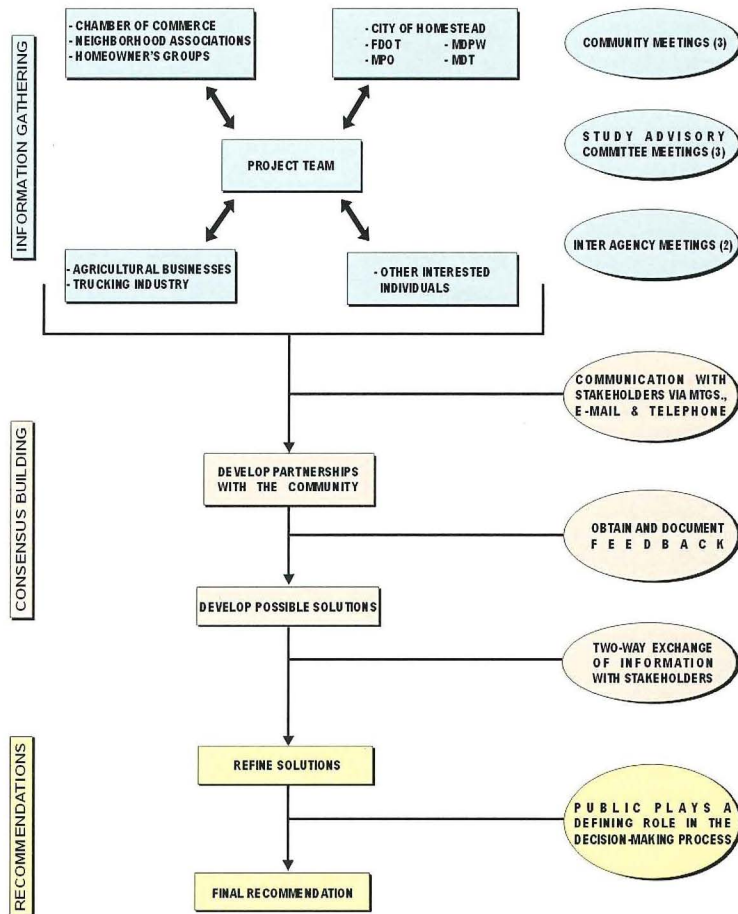 INFORMATION GATHERING
- CHAMBER OF COMMERCE
- NEIGHBORHOOD ASSOCIATIONS
- HOMEOWNER'S GROUPS
- CITY OF HOMESTEAD
- FDOT - MDPW
- MPO - MDT
COMMUNITY MEETINGS (3)
PROJECT TEAM
STUDY ADVISORY
COMMITTEE MEETINGS (3)
- AGRICULTURAL BUSINESSES
- TRUCKING INDUSTRY
- OTHER INTERESTED
INDIVIDUALS
INTER AGENCY MEETINGS (2)
CONSENSUS BUILDING
COMMUNICATION WITH
STAKEHOLDERS VIA MTGS.,
E-MAIL & TELEPHONE
DEVELOP PARTNERSHIPS
WITH THE COMMUNITY
OBTAIN AND DOCUMENT
FEEDBACK
DEVELOP POSSIBLE SOLUTIONS
TWO-WAY EXCHANGE
OF INFORMATION
WITH STAKEHOLDERS
RECOMMENDATIONS
REFINE SOLUTIONS
PUBLIC PLAYS A
DEFINING ROLE IN THE
DECISION-MAKING PROCESS
FINAL RECOMMENDATION